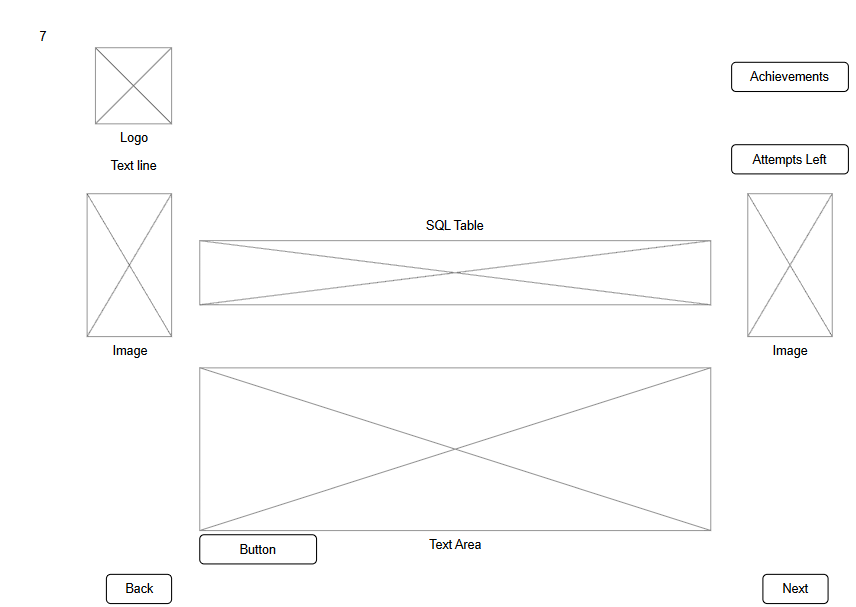 7
Achievements
Logo
Attempts Left
Text line
SQL Table
Image
Image
Text Area
Button
Back
Next